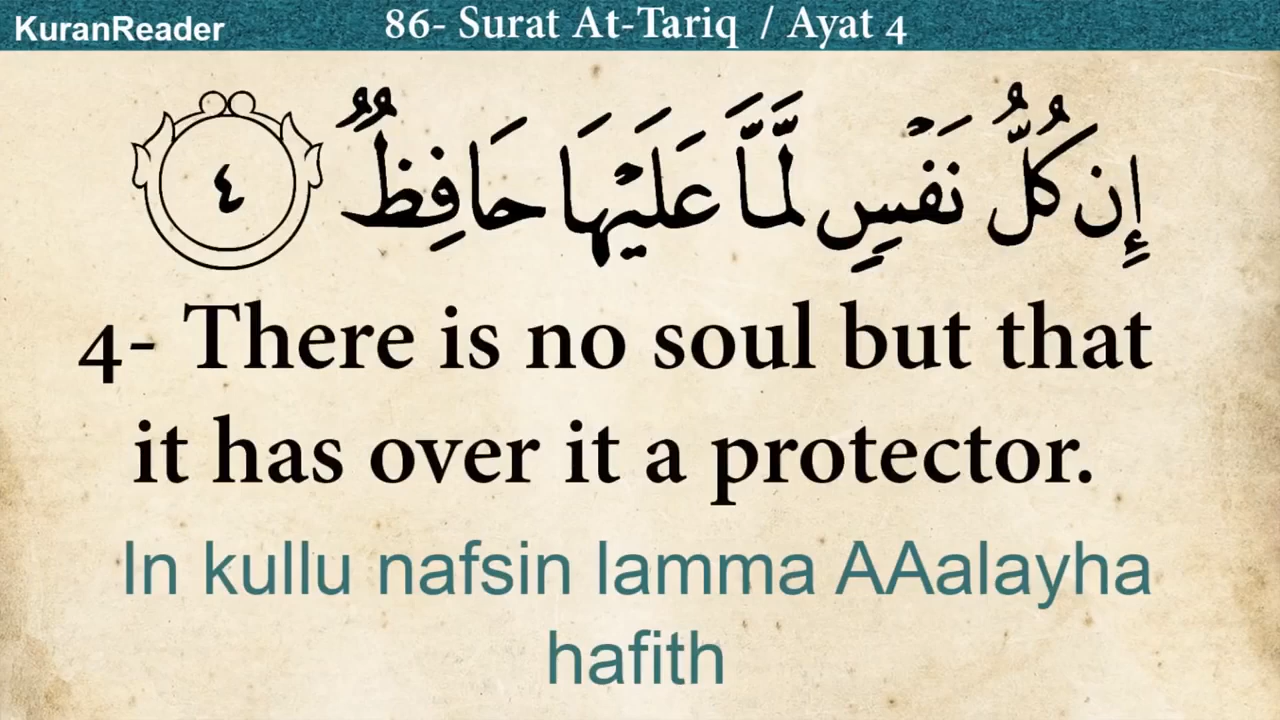 KuranReader
86- Surat At-Tariq / Ayat 4
إِن كُلُّ نَفْسٍ لَّمَّا عَلَيْهَا حَافِظٌ ٤
4- There is no soul but that
it has over it a protector.
In kullu nafsin lamma AAalayha
hafith